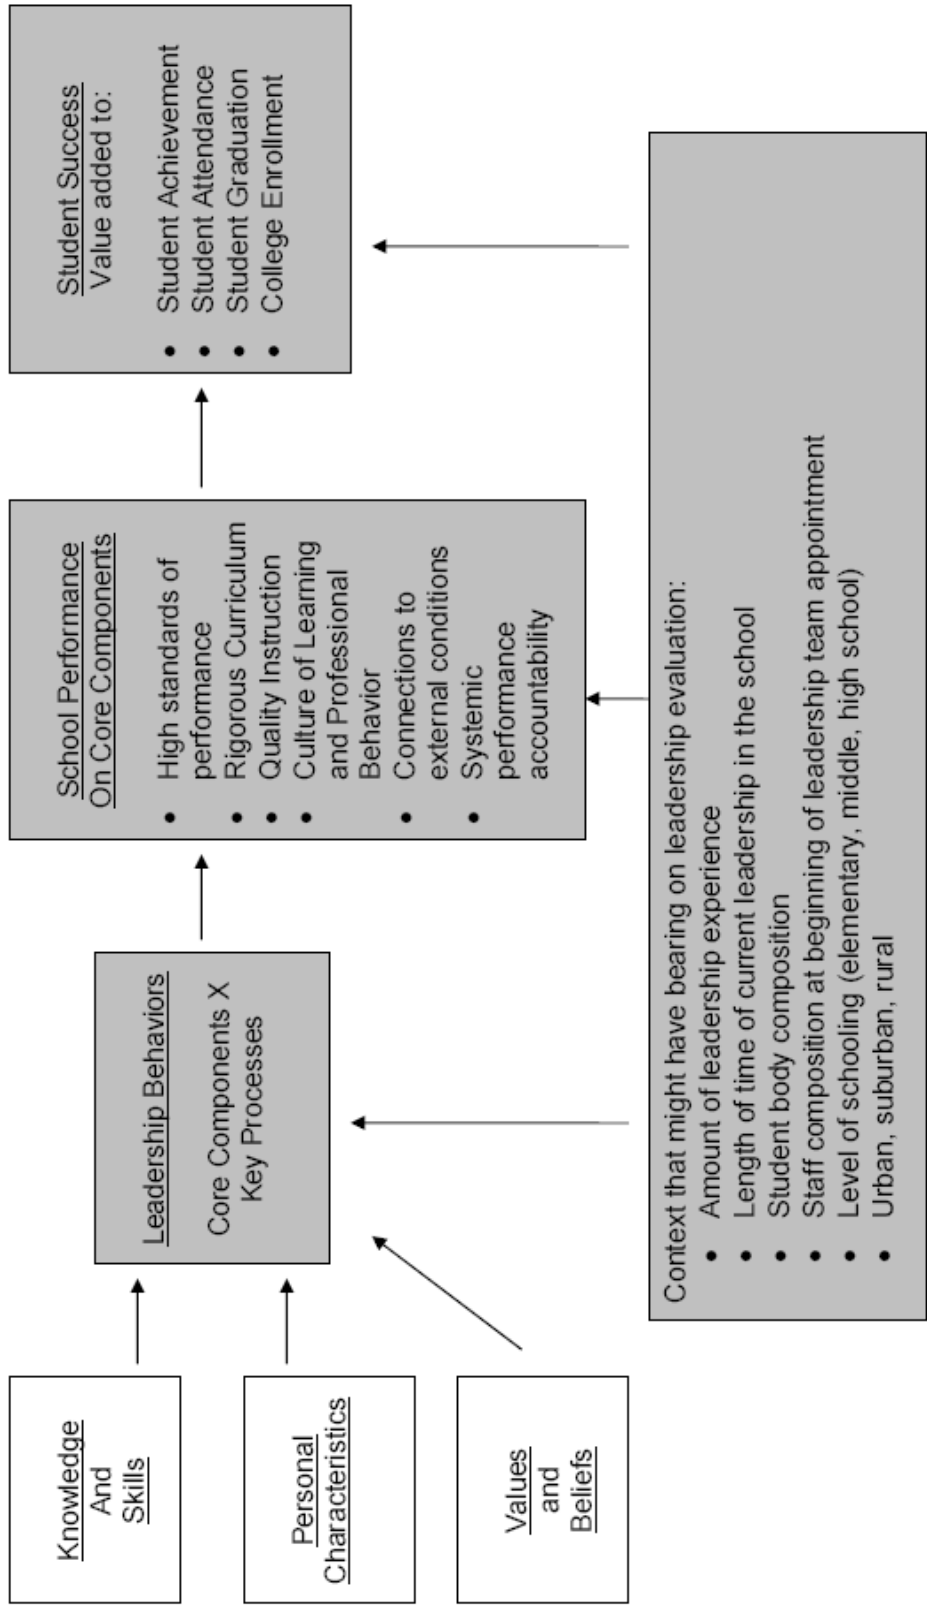 Knowledge
And
Skills
Personal
Characteristics
Values
and
Beliefs
Leadership Behaviors
Core Components X
Key Processes
School Performance
On Core Components
• High standards of
performance
• Rigorous Curriculum
• Quality Instruction
• Culture of Learning
and Professional
Behavior
• Connections to
external conditions
• Systemic
performance
accountability
Student Success
Value added to:
• Student Achievement
• Student Attendance
• Student Graduation
• College Enrollment
Context that might have bearing on leadership evaluation:
• Amount of leadership experience
• Length of time of current leadership in the school
• Student body composition
• Staff composition at beginning of leadership team appointment
• Level of schooling (elementary, middle, high school)
• Urban, suburban, rural